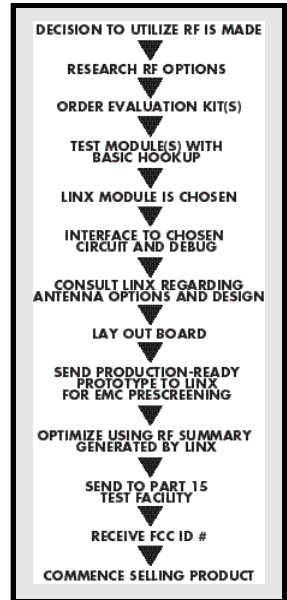 DECISION TO UTILIZE RF IS MADE
RESEARCH RF OPTIONS
ORDER EVALUATION KIT(S)
TEST MODULE(S) WITH
BASIC HOOKUP
LINX MODULE IS CHOSEN
INTERFACE TO CHOSEN
CIRCUIT AND DEBUG
CONSULT LINX REGARDING
ANTENNA OPTIONS AND DESIGN
LAY OUT BOARD
SEND PRODUCTION-READY
PROTOTYPE TO LINX
FOR EMC PRESCREENING
OPTIMIZE USING RF SUMMARY
GENERATED BY LINX
SEND TO PART 15
TEST FACILITY
RECEIVE FCC ID #
COMMENCE SELLING PRODUCT